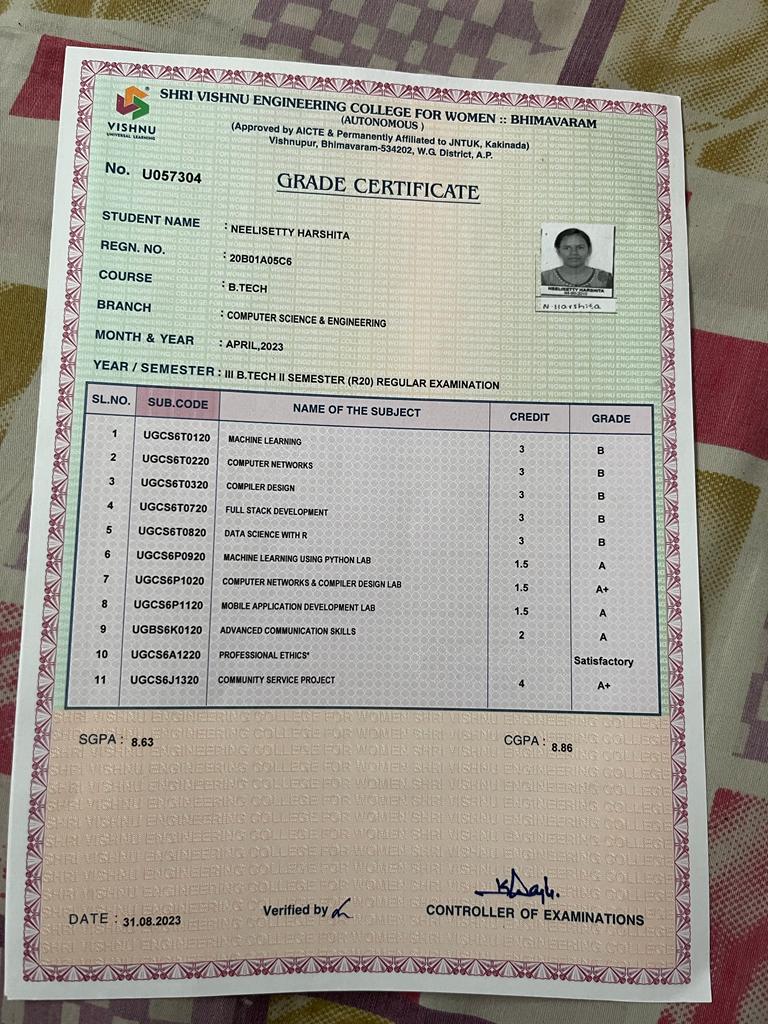 VISHNU
UNIVERSAL LEARNING
SHRI VISHNU ENGINEERING COLLEGE FOR WOMEN :: BHIMAVARAM
(AUTONOMOUS )
(Approved by AICTE & Permanently Affiliated to JNTUK, Kakinada)
Vishnupur, Bhimavaram-534202, W.G. District, A.P.
No. U057304
GRADE CERTIFICATE
STUDENT NAME : NEELISETTY HARSHITA
REGN. NO. : 20B01A05C6
COURSE : B.TECH
BRANCH : COMPUTER SCIENCE & ENGINEERING
MONTH & YEAR : APRIL,2023
YEAR / SEMESTER : III B.TECH II SEMESTER (R20) REGULAR EXAMINATION
NEELISETTY HARSHITA
N. Harshita
SL.NO. SUB.CODE NAME OF THE SUBJECT CREDIT GRADE
1 UGCS6T0120 MACHINE LEARNING 3 B
2 UGCS6T0220 COMPUTER NETWORKS 3 B
3 UGCS6T0320 COMPILER DESIGN 3 B
4 UGCS6T0720 FULL STACK DEVELOPMENT 3 B
5 UGCS6T0820 DATA SCIENCE WITH R 3 B
6 UGCS6P0920 MACHINE LEARNING USING PYTHON LAB 1.5 A
7 UGCS6P1020 COMPUTER NETWORKS & COMPILER DESIGN LAB 1.5 A+
8 UGCS6P1120 MOBILE APPLICATION DEVELOPMENT LAB 1.5 A
9 UGBS6K0120 ADVANCED COMMUNICATION SKILLS 2 A
10 UGCS6A1220 PROFESSIONAL ETHICS* Satisfactory
11 UGCS6J1320 COMMUNITY SERVICE PROJECT 4 A+
SGPA : 8.63 CGPA : 8.86
DATE : 31.08.2023 Verified by CONTROLLER OF EXAMINATIONS